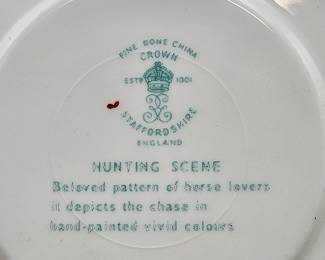 FINE BONE CHINA
CROWN
ESTD 1801
STAFFORDSHIRE
ENGLAND
HUNTING SCENE
Beloved pattern of horse lovers
it depicts the chase in
hand-painted vivid colours